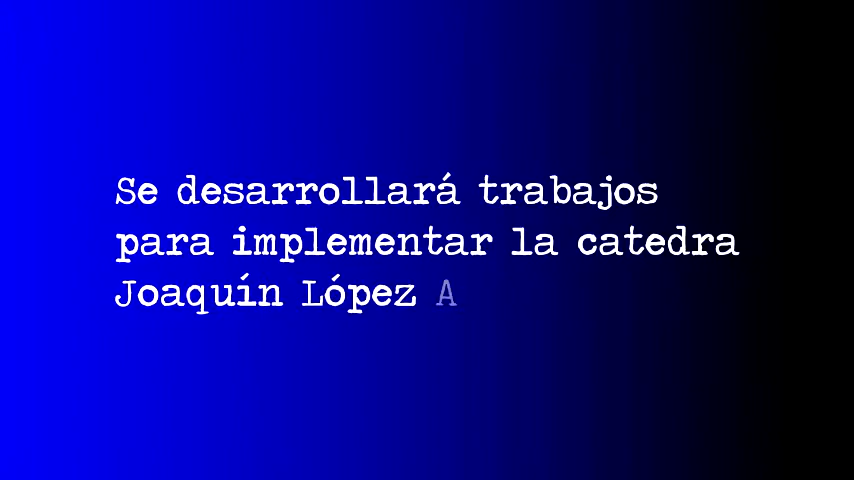 Se desarrollará trabajos
para implementar la catedra
Joaquín López A